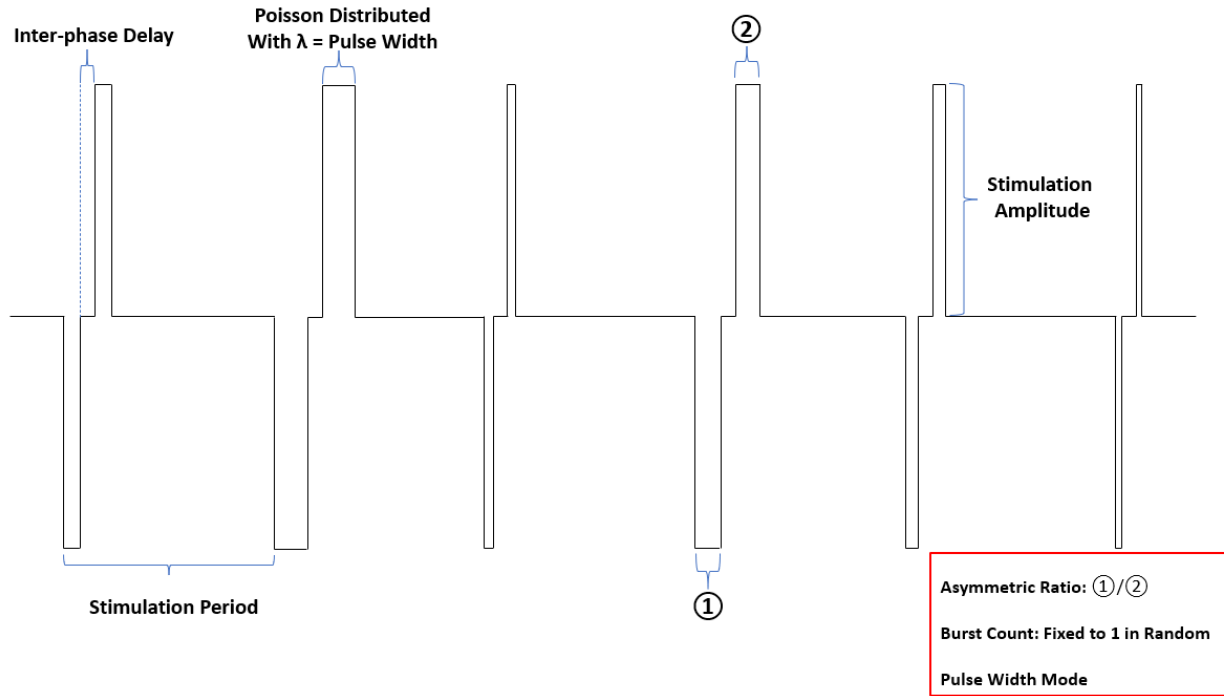 Inter-phase Delay
Poisson Distributed
With λ = Pulse Width
②
Stimulation
Amplitude
Stimulation Period
①
Asymmetric Ratio: ①/②
Burst Count: Fixed to 1 in Random
Pulse Width Mode